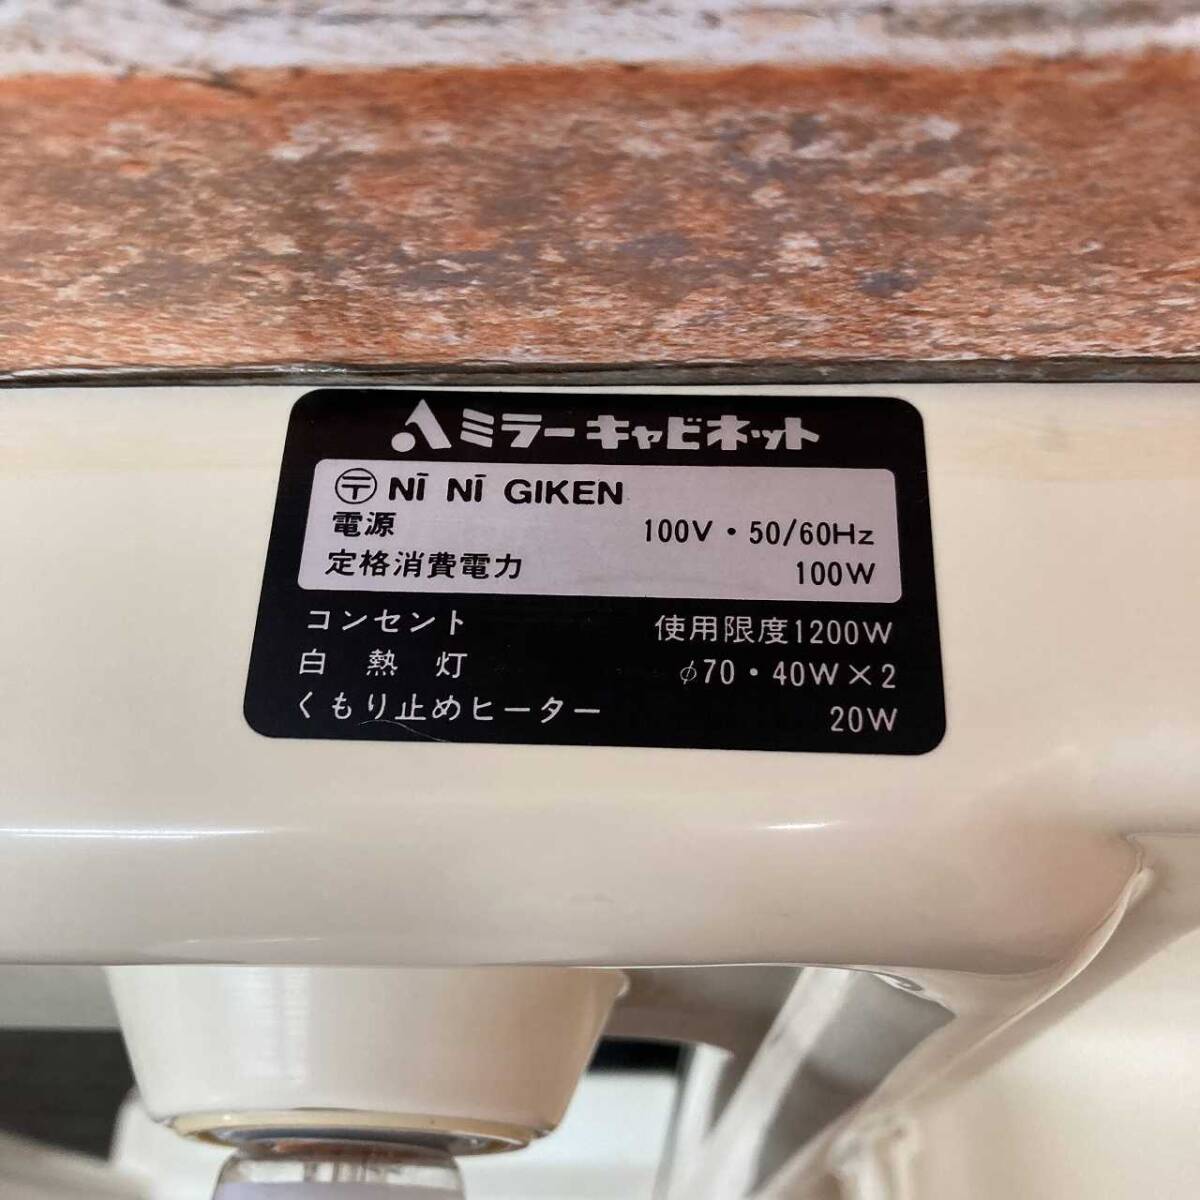 ミラーキャビネット
〒 NĪ NĪ GIKEN
電源 100V・50/60Hz
定格消費電力 100W
コンセント 使用限度1200W
白熱灯 φ70・40W×2
くもり止めヒーター 20W